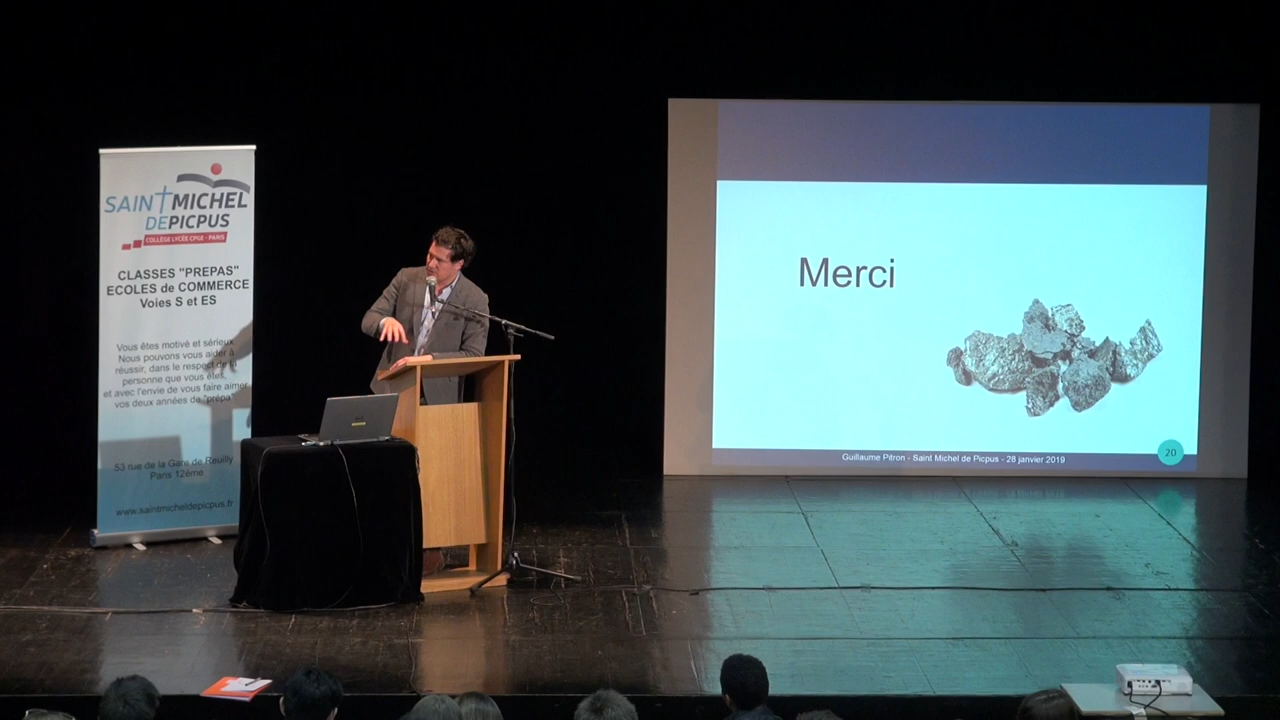 SAINT MICHEL
DE PICPUS
COLLÈGE LYCÉE CPGE - PARIS
CLASSES "PREPAS"
ECOLES de COMMERCE
Voies S et ES
Vous êtes motivé et sérieux.
Nous pouvons vous aider à
réussir, dans le respect de la
personne que vous êtes,
et avec l'envie de vous faire aimer
vos deux années de "prépa"
53 rue de la Gare de Reuilly
Paris 12ème
www.saintmicheldepicpus.fr
Merci
Guillaume Pitron - Saint Michel de Picpus - 28 janvier 2019
20